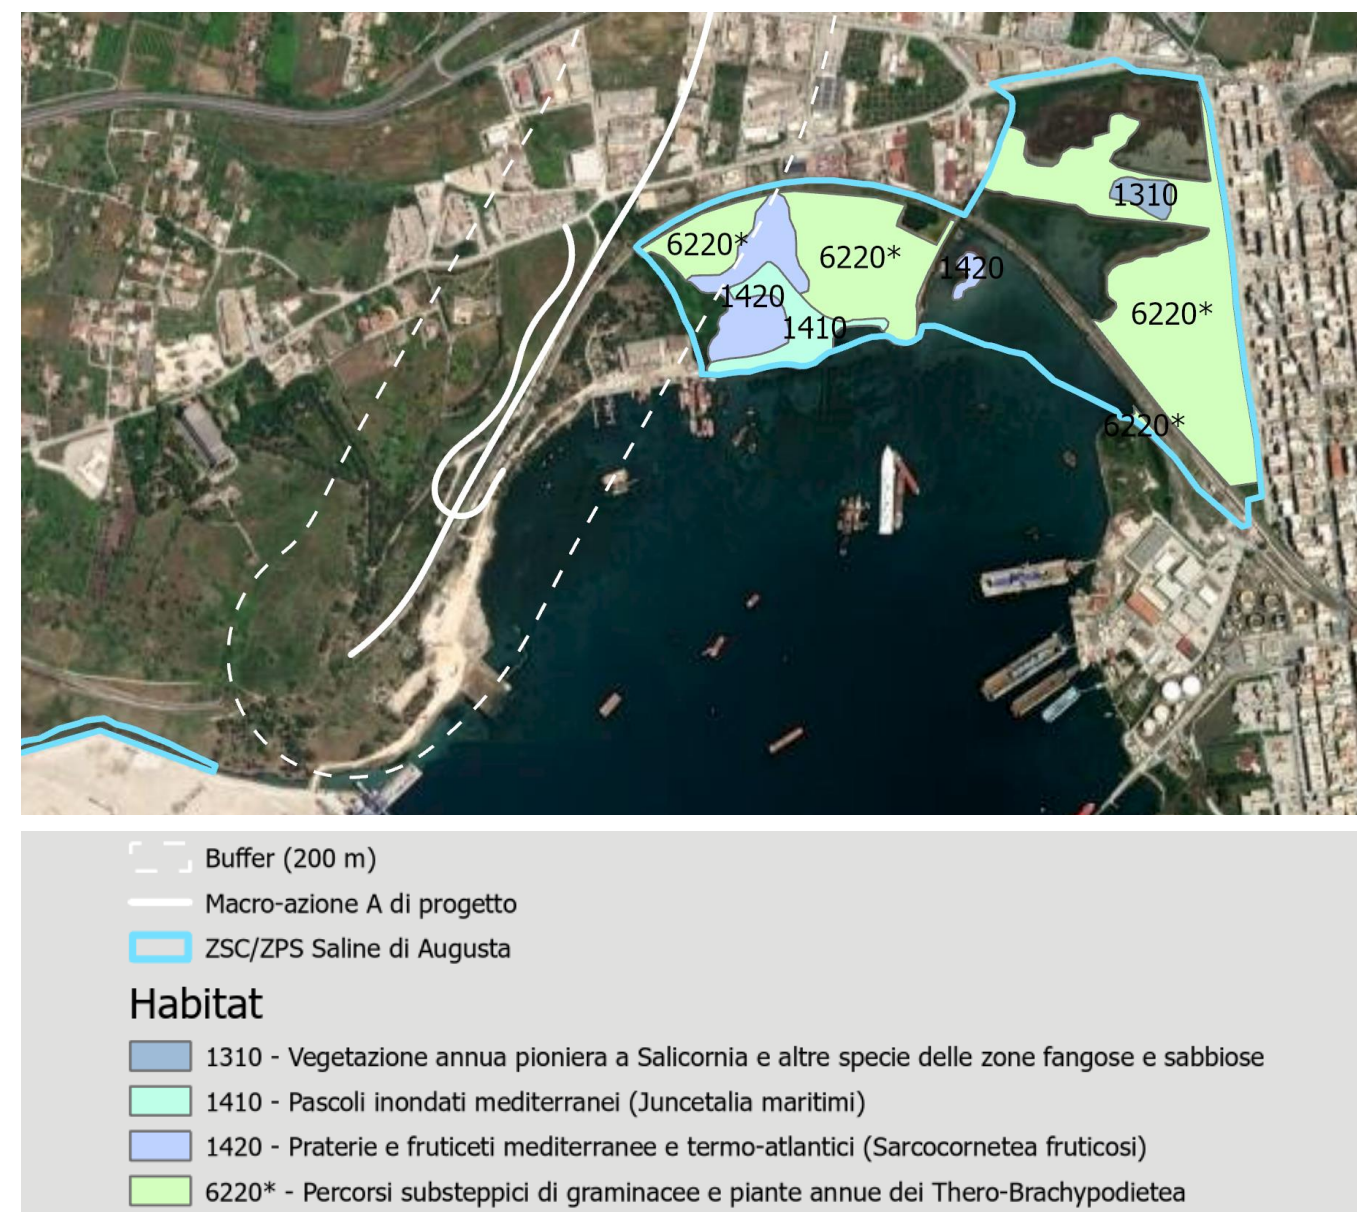 1310
6220*
6220*
1420
1420
6220*
1410
6220*
Buffer (200 m)
Macro-azione A di progetto
ZSC/ZPS Saline di Augusta
Habitat
1310 - Vegetazione annua pioniera a Salicornia e altre specie delle zone fangose e sabbiose
1410 - Pascoli inondati mediterranei (Juncetalia maritimi)
1420 - Praterie e fruticeti mediterranee e termo-atlantici (Sarcocornetea fruticosi)
6220* - Percorsi substeppici di graminacee e piante annue dei Thero-Brachypodietea